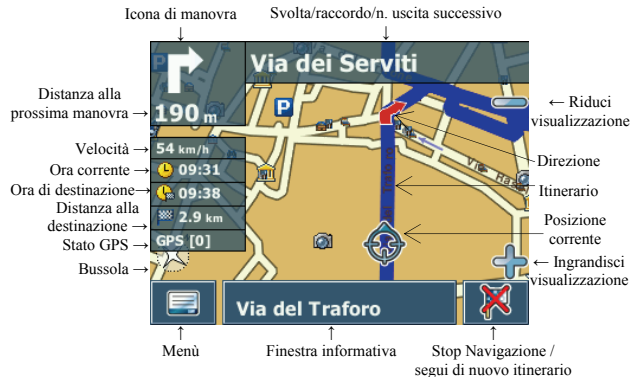 Icona di manovra
Svolta/raccordo/n. uscita successivo
Via dei Serviti
Distanza alla
prossima manovra
190 m
← Riduci
visualizzazione
Velocità
54 km/h
Direzione
Ora corrente
09:31
Itinerario
Ora di destinazione
09:38
Distanza alla
destinazione
2.9 km
Posizione
corrente
Stato GPS
GPS [0]
Bussola
← Ingrandisci
visualizzazione
Via del Traforo
Menù
Finestra informativa
Stop Navigazione /
segui di nuovo itinerario